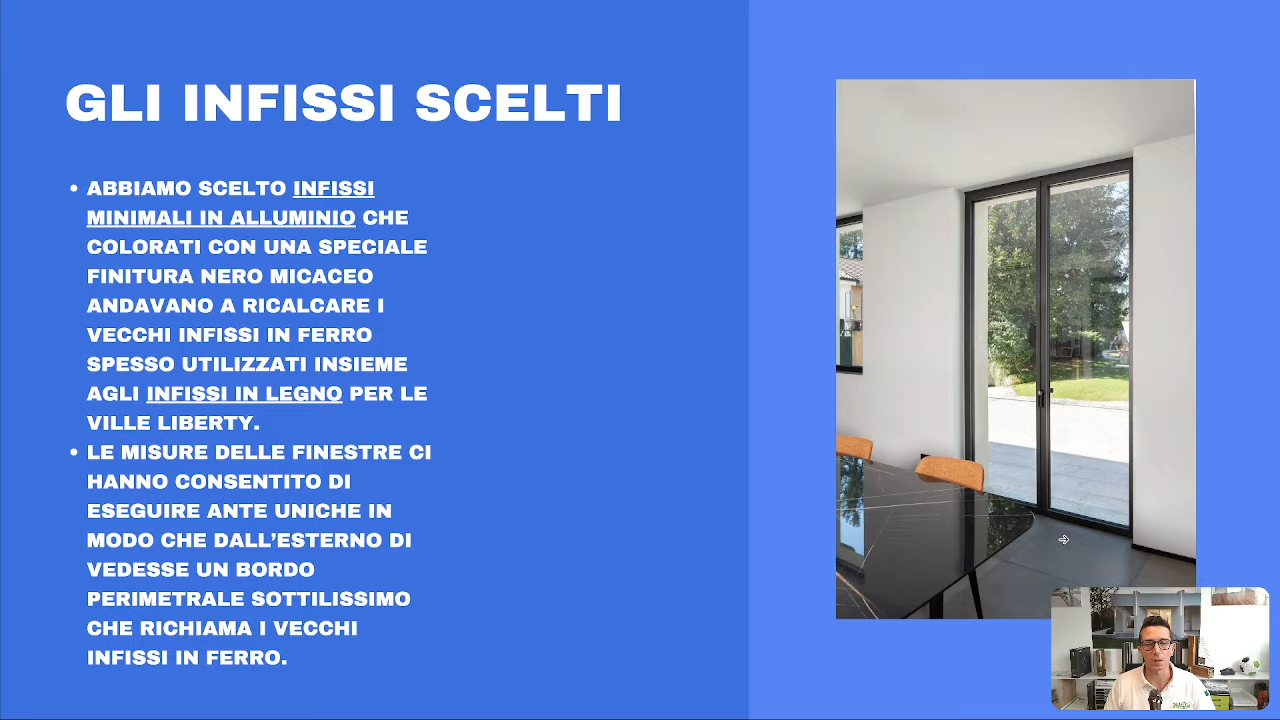 GLI INFISSI SCELTI
• ABBIAMO SCELTO INFISSI
MINIMALI IN ALLUMINIO CHE
COLORATI CON UNA SPECIALE
FINITURA NERO MICACEO
ANDAVANO A RICALCARE I
VECCHI INFISSI IN FERRO
SPESSO UTILIZZATI INSIEME
AGLI INFISSI IN LEGNO PER LE
VILLE LIBERTY.
• LE MISURE DELLE FINESTRE CI
HANNO CONSENTITO DI
ESEGUIRE ANTE UNICHE IN
MODO CHE DALL’ESTERNO DI
VEDESSE UN BORDO
PERIMETRALE SOTTILISSIMO
CHE RICHIAMA I VECCHI
INFISSI IN FERRO.